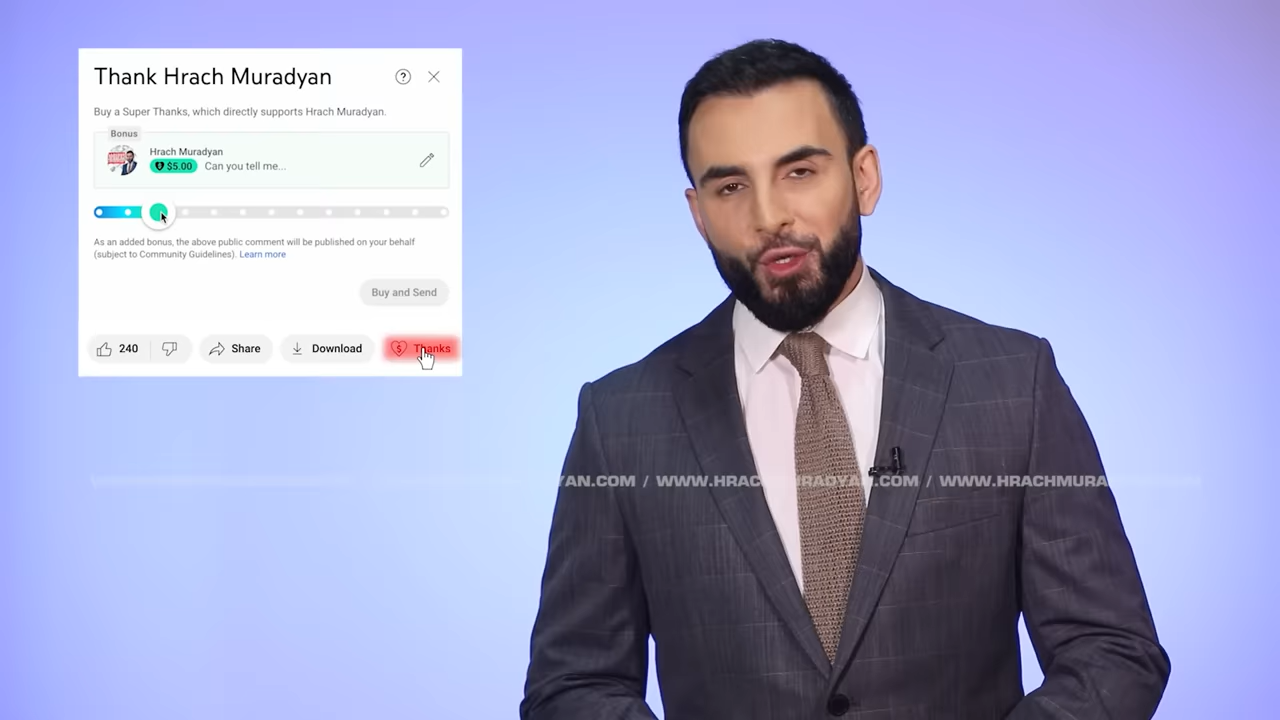 Thank Hrach Muradyan
?
Buy a Super Thanks, which directly supports Hrach Muradyan.
Bonus
Hrach Muradyan
$5.00 Can you tell me...
As an added bonus, the above public comment will be published on your behalf
(subject to Community Guidelines). Learn more
Buy and Send
240 Share Download $ Thanks
YAN.COM / WWW.HRACHMURADYAN.COM / WWW.HRACHMURA